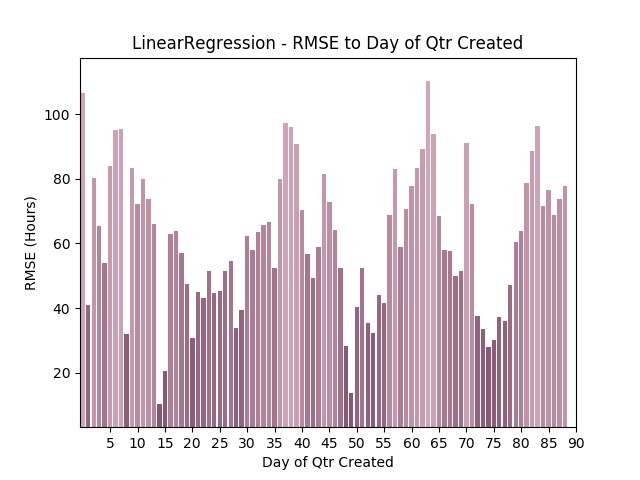 LinearRegression - RMSE to Day of Qtr Created
RMSE (Hours)
100
80
60
40
20
5 10 15 20 25 30 35 40 45 50 55 60 65 70 75 80 85 90
Day of Qtr Created